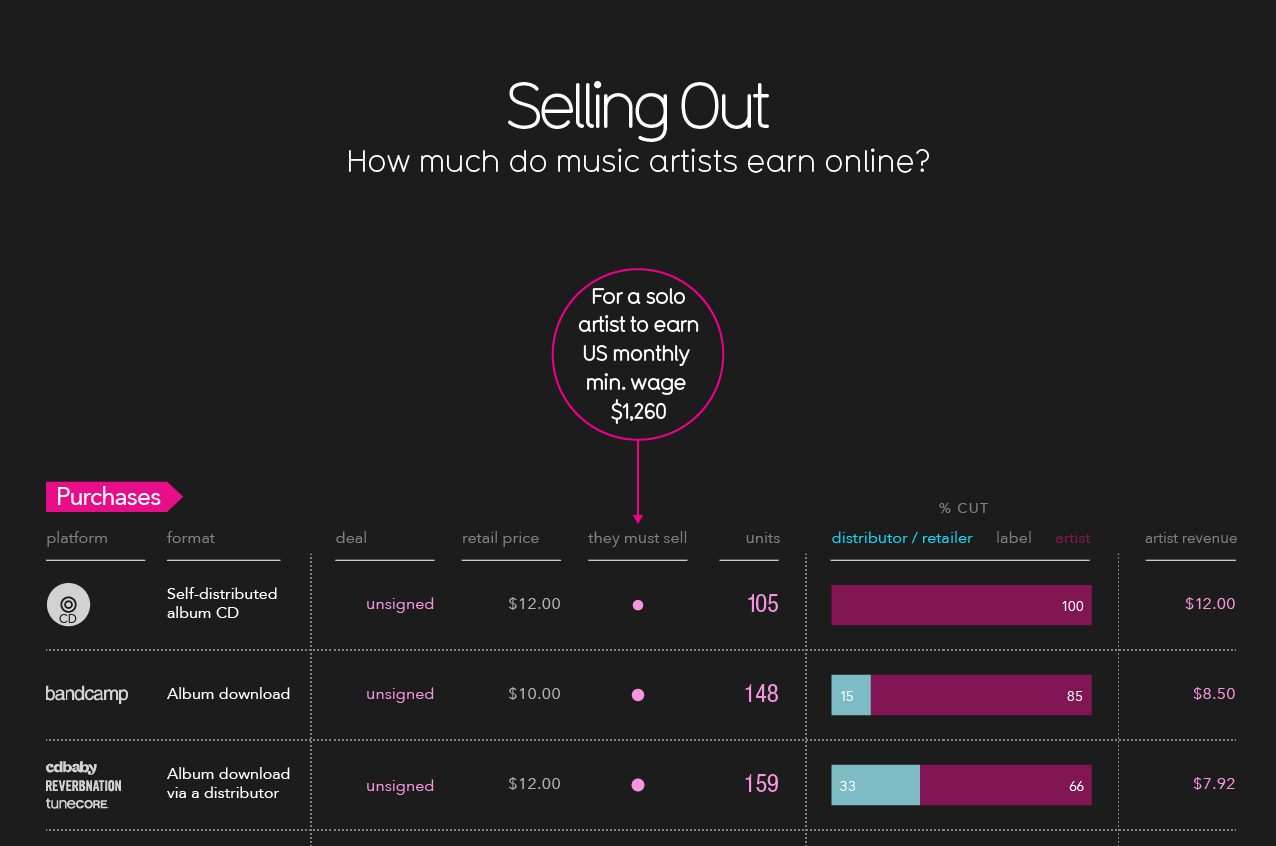 Selling Out
How much do music artists earn online?
For a solo
artist to earn
US monthly
min. wage
$1,260
Purchases
% CUT
platform format deal retail price they must sell units distributor / retailer label artist artist revenue
CD
Self-distributed
album CD
unsigned $12.00 105 100 $12.00
bandcamp Album download unsigned $10.00 148 15 85 $8.50
cdbaby
REVERBNATION
tunecore
Album download
via a distributor
unsigned $12.00 159 33 66 $7.92